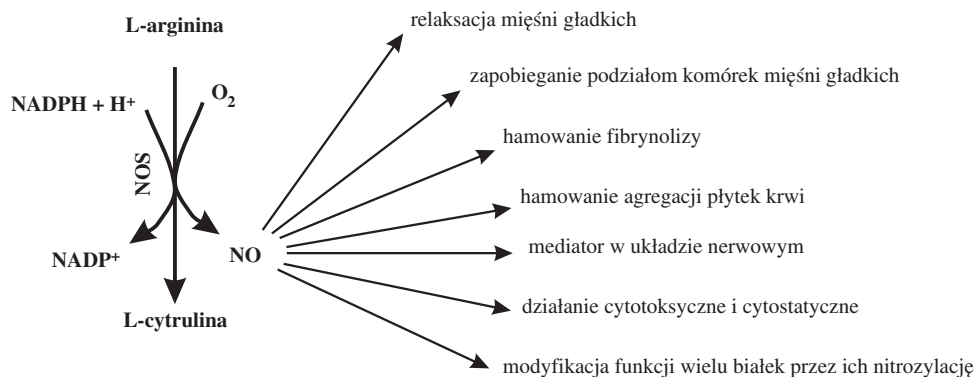 L-arginina
NADPH + H⁺
O₂
NOS
NADP⁺
NO
L-cytrulina
relaksacja mięśni gładkich
zapobieganie podziałom komórek mięśni gładkich
hamowanie fibrynolizy
hamowanie agregacji płytek krwi
mediator w układzie nerwowym
działanie cytotoksyczne i cytostatyczne
modyfikacja funkcji wielu białek przez ich nitrozylację